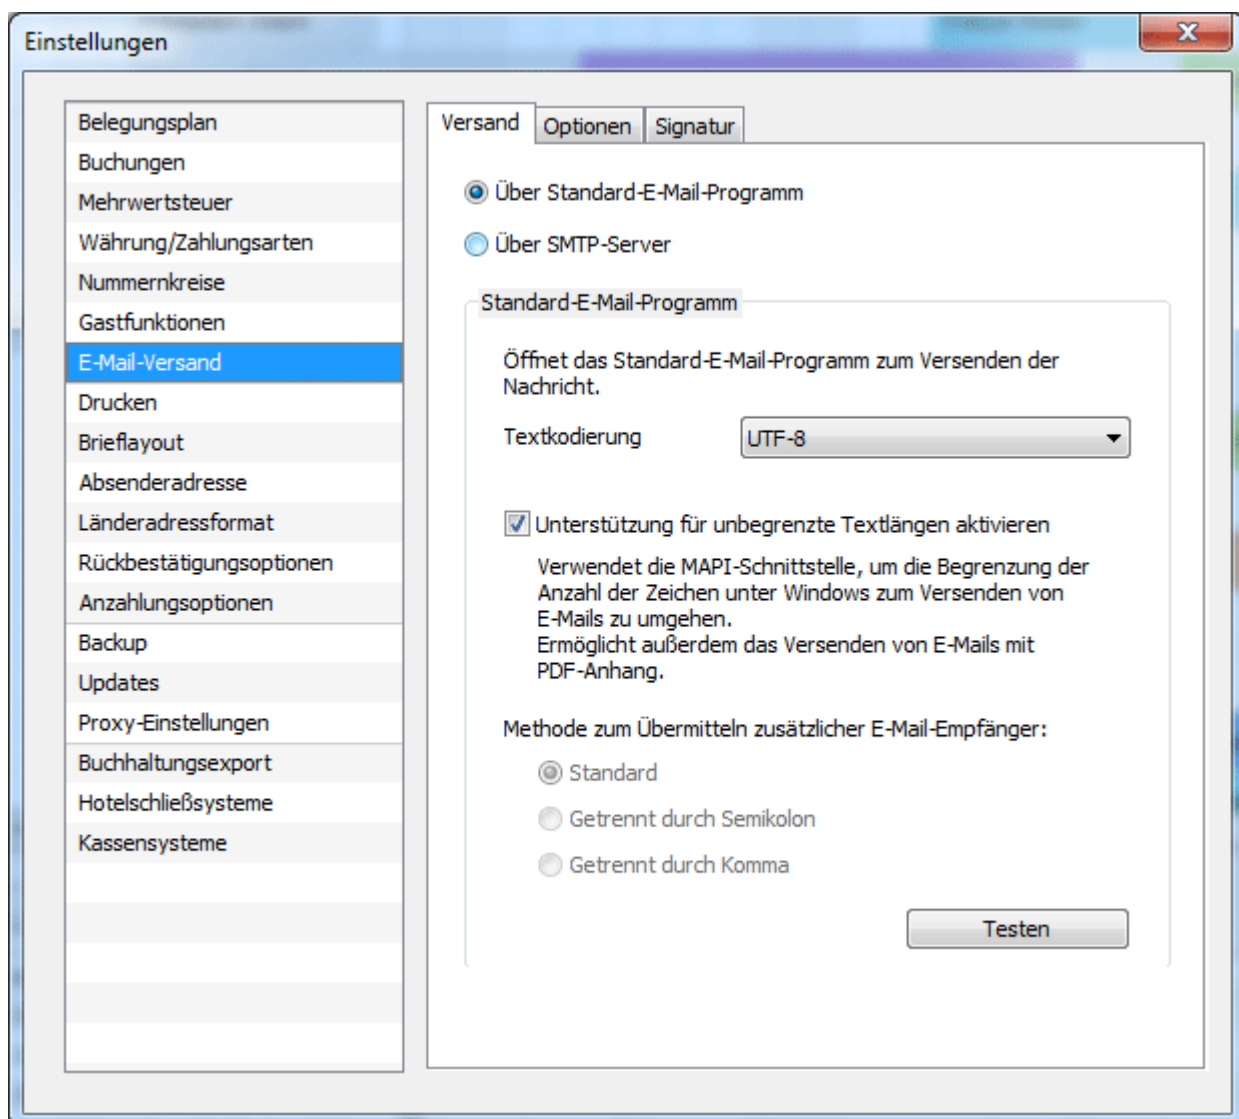 Einstellungen
Belegungsplan
Buchungen
Mehrwertsteuer
Währung/Zahlungsarten
Nummernkreise
Gastfunktionen
E-Mail-Versand
Drucken
Brieflayout
Absenderadresse
Länderadressformat
Rückbestätigungsoptionen
Anzahlungsoptionen
Backup
Updates
Proxy-Einstellungen
Buchhaltungsexport
Hotelschließsysteme
Kassensysteme
Versand Optionen Signatur
Über Standard-E-Mail-Programm
Über SMTP-Server
Standard-E-Mail-Programm
Öffnet das Standard-E-Mail-Programm zum Versenden der
Nachricht.
Textkodierung UTF-8
Unterstützung für unbegrenzte Textlängen aktivieren
Verwendet die MAPI-Schnittstelle, um die Begrenzung der
Anzahl der Zeichen unter Windows zum Versenden von
E-Mails zu umgehen.
Ermöglicht außerdem das Versenden von E-Mails mit
PDF-Anhang.
Methode zum Übermitteln zusätzlicher E-Mail-Empfänger:
Standard
Getrennt durch Semikolon
Getrennt durch Komma
Testen